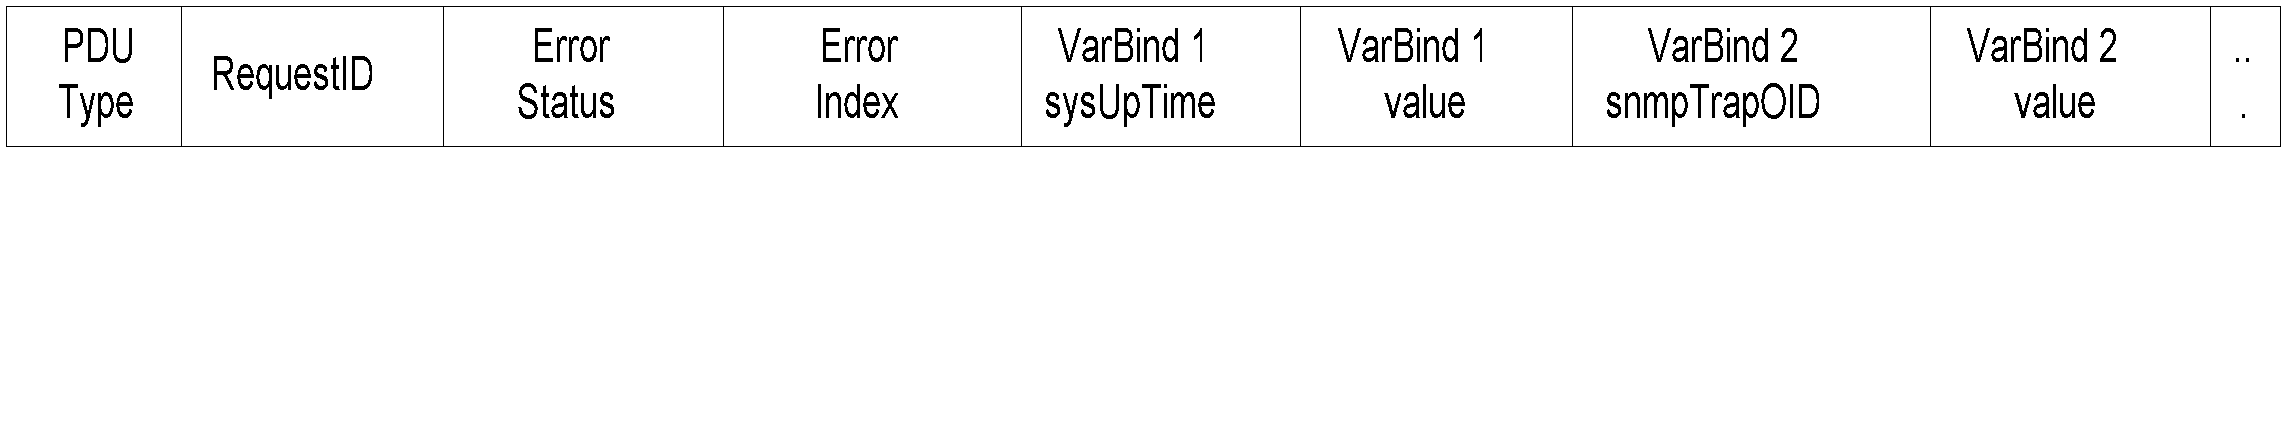 PDU
Type
RequestID
Error
Status
Error
Index
VarBind 1
sysUpTime
VarBind 1
value
VarBind 2
snmpTrapOID
VarBind 2
value
..
.